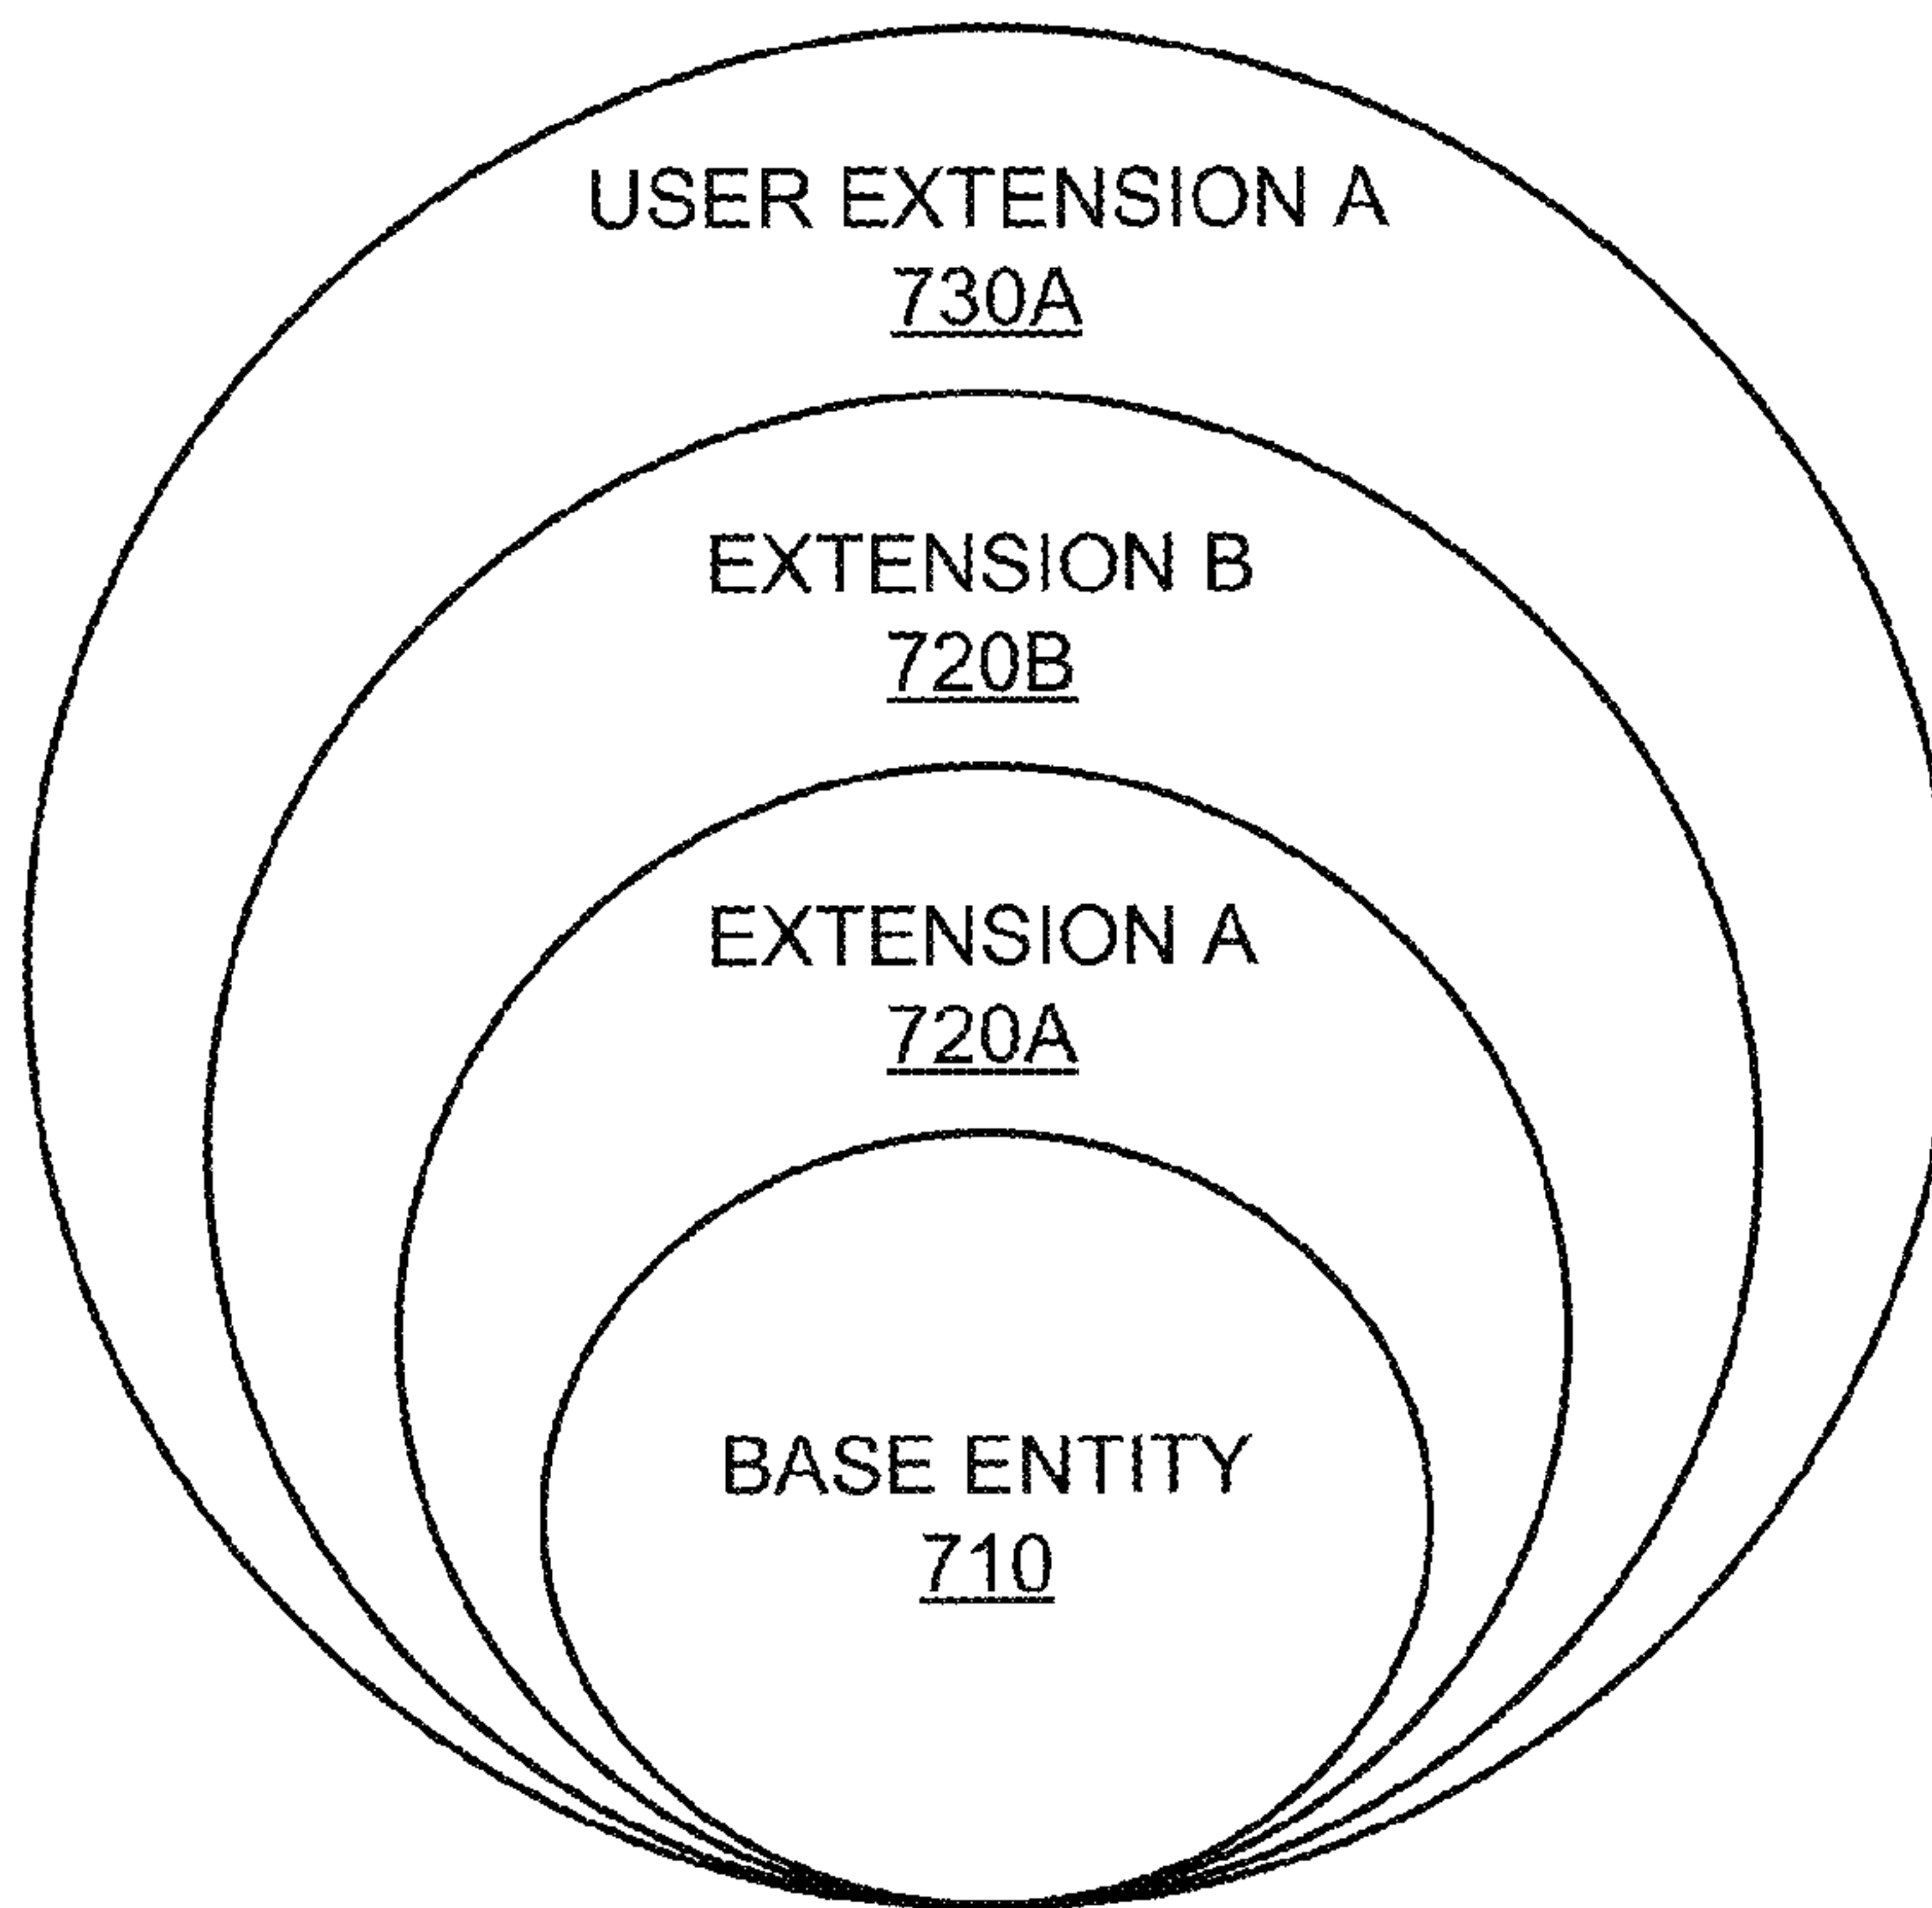 USER EXTENSION A
730A
EXTENSION B
720B
EXTENSION A
720A
BASE ENTITY
710